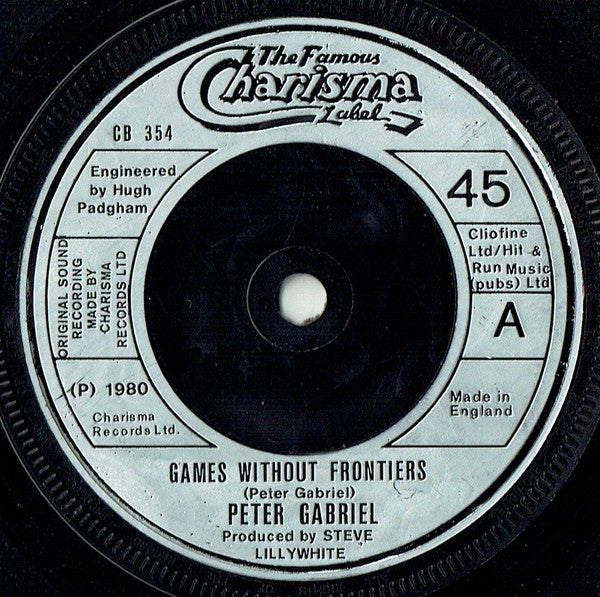 The Famous
Charisma
Label
CB 354
Engineered
by Hugh
Padgham
ORIGINAL SOUND
RECORDING
MADE BY
CHARISMA
RECORDS LTD
(P) 1980
Charisma
Records Ltd.
45
Cliofine
Ltd/Hit &
Run Music
(pubs) Ltd
A
Made in
England
GAMES WITHOUT FRONTIERS
(Peter Gabriel)
PETER GABRIEL
Produced by STEVE
LILLYWHITE